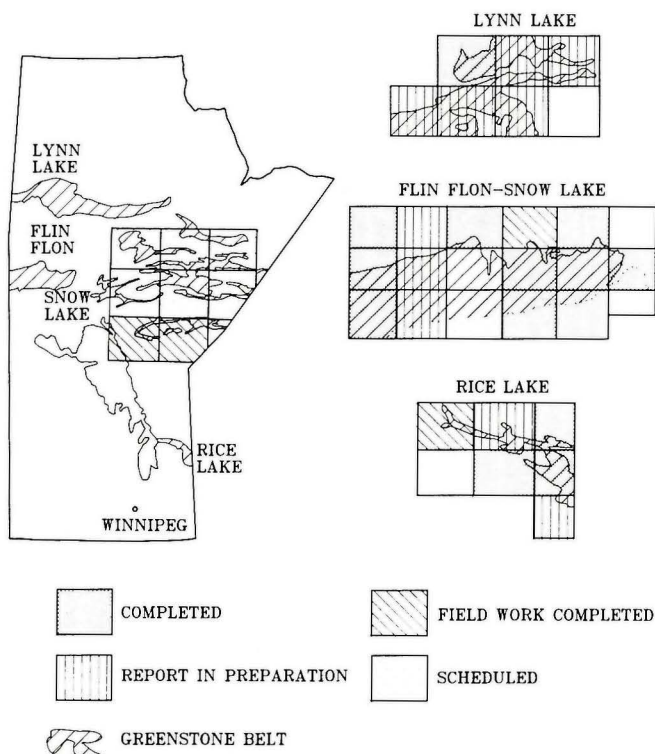 LYNN LAKE
LYNN
LAKE
FLIN
FLON
SNOW
LAKE
RICE
LAKE
WINNIPEG
FLIN FLON-SNOW LAKE
RICE LAKE
COMPLETED
FIELD WORK COMPLETED
REPORT IN PREPARATION
SCHEDULED
GREENSTONE BELT